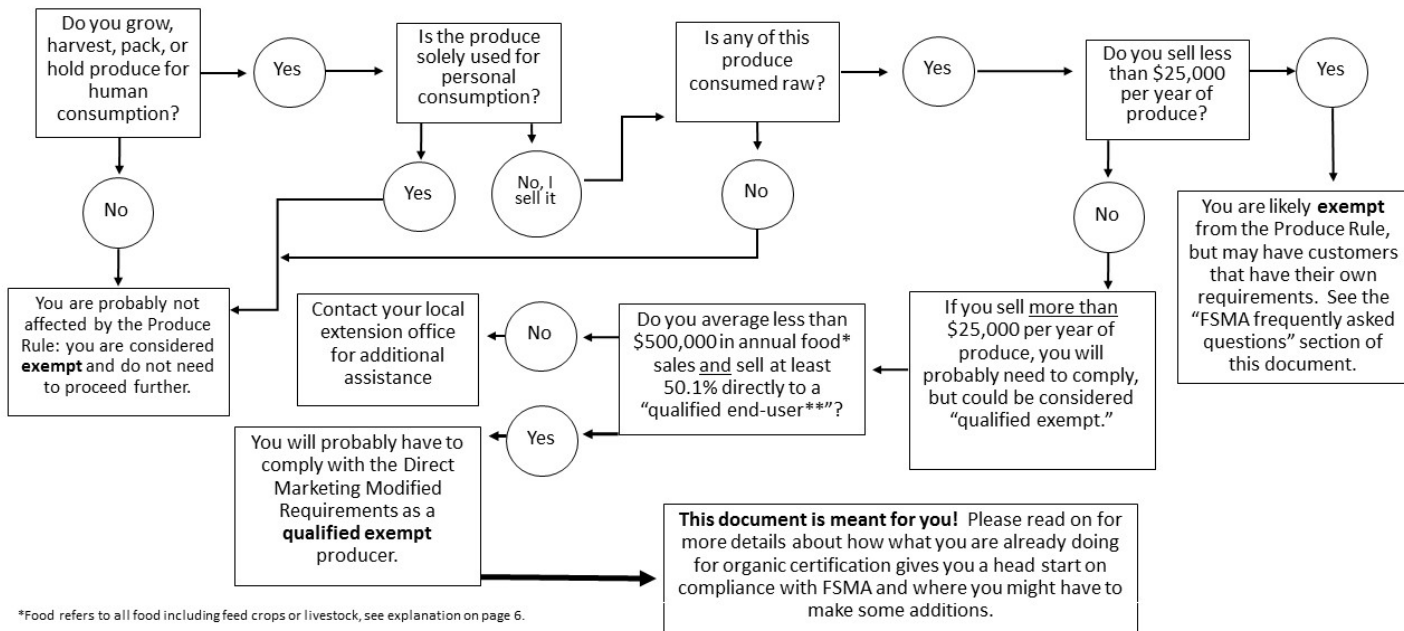 Do you grow,
harvest, pack, or
hold produce for
human
consumption?
Yes
Is the produce
solely used for
personal
consumption?
Is any of this
produce
consumed raw?
Yes
Do you sell less
than $25,000
per year of
produce?
Yes
No
Yes
No, I
sell it
No
No
You are likely exempt
from the Produce Rule,
but may have customers
that have their own
requirements. See the
“FSMA frequently asked
questions” section of
this document.
You are probably not
affected by the Produce
Rule: you are considered
exempt and do not need
to proceed further.
Contact your local
extension office
for additional
assistance
No
Do you average less than
$500,000 in annual food*
sales and sell at least
50.1% directly to a
“qualified end-user**”?
If you sell more than
$25,000 per year of
produce, you will
probably need to comply,
but could be considered
“qualified exempt.”
Yes
You will probably have to
comply with the Direct
Marketing Modified
Requirements as a
qualified exempt
producer.
This document is meant for you! Please read on for
more details about how what you are already doing
for organic certification gives you a head start on
compliance with FSMA and where you might have to
make some additions.
*Food refers to all food including feed crops or livestock, see explanation on page 6.